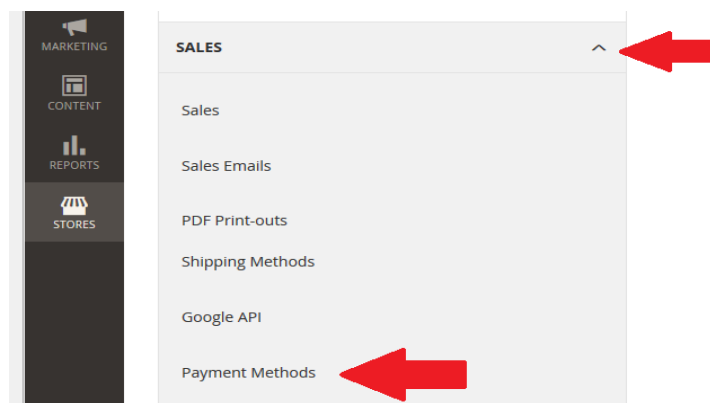 MARKETING
CONTENT
REPORTS
STORES
SALES
Sales
Sales Emails
PDF Print-outs
Shipping Methods
Google API
Payment Methods